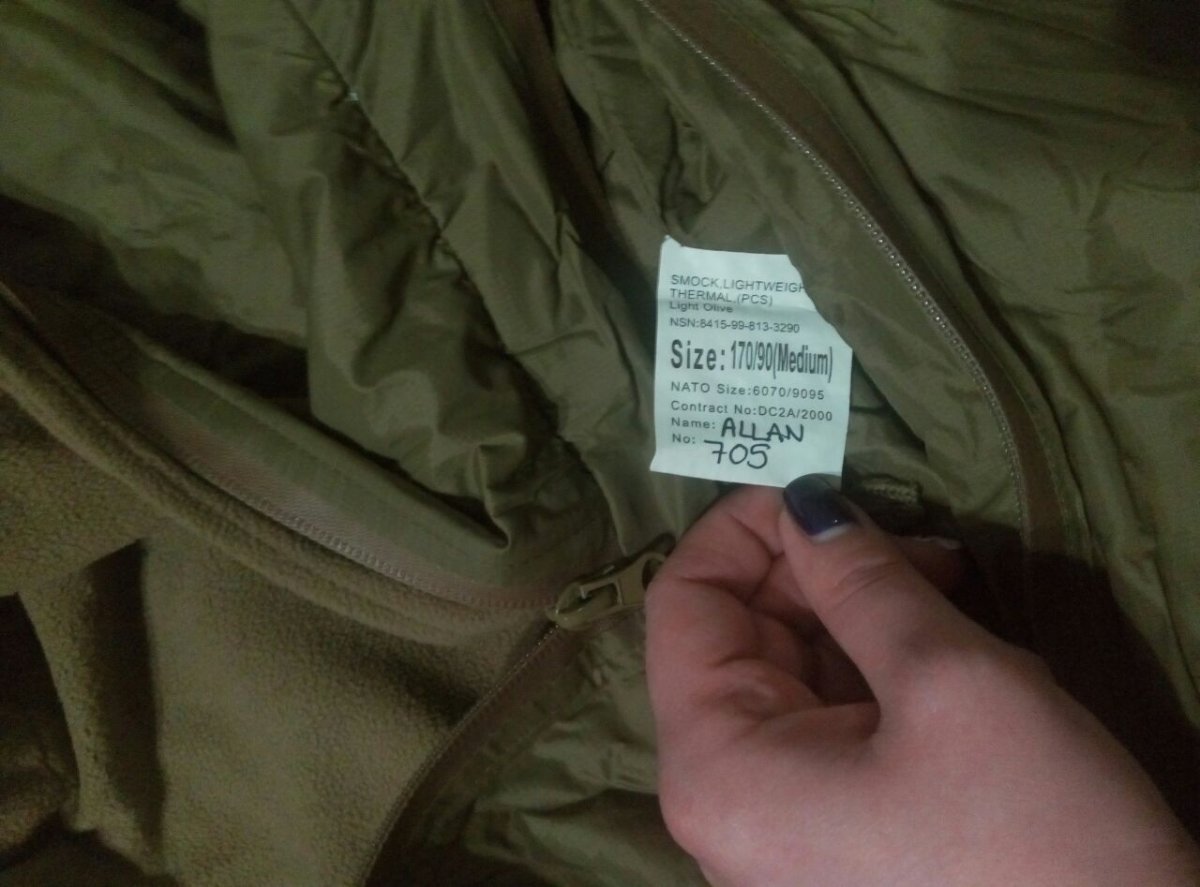 SMOCK,LIGHTWEIGH
THERMAL,(PCS)
Light Olive
NSN:8415-99-813-3290
Size: 170/90(Medium)
NATO Size:6070/9095
Contract No:DC2A/2000
Name: ALLAN
No: 705